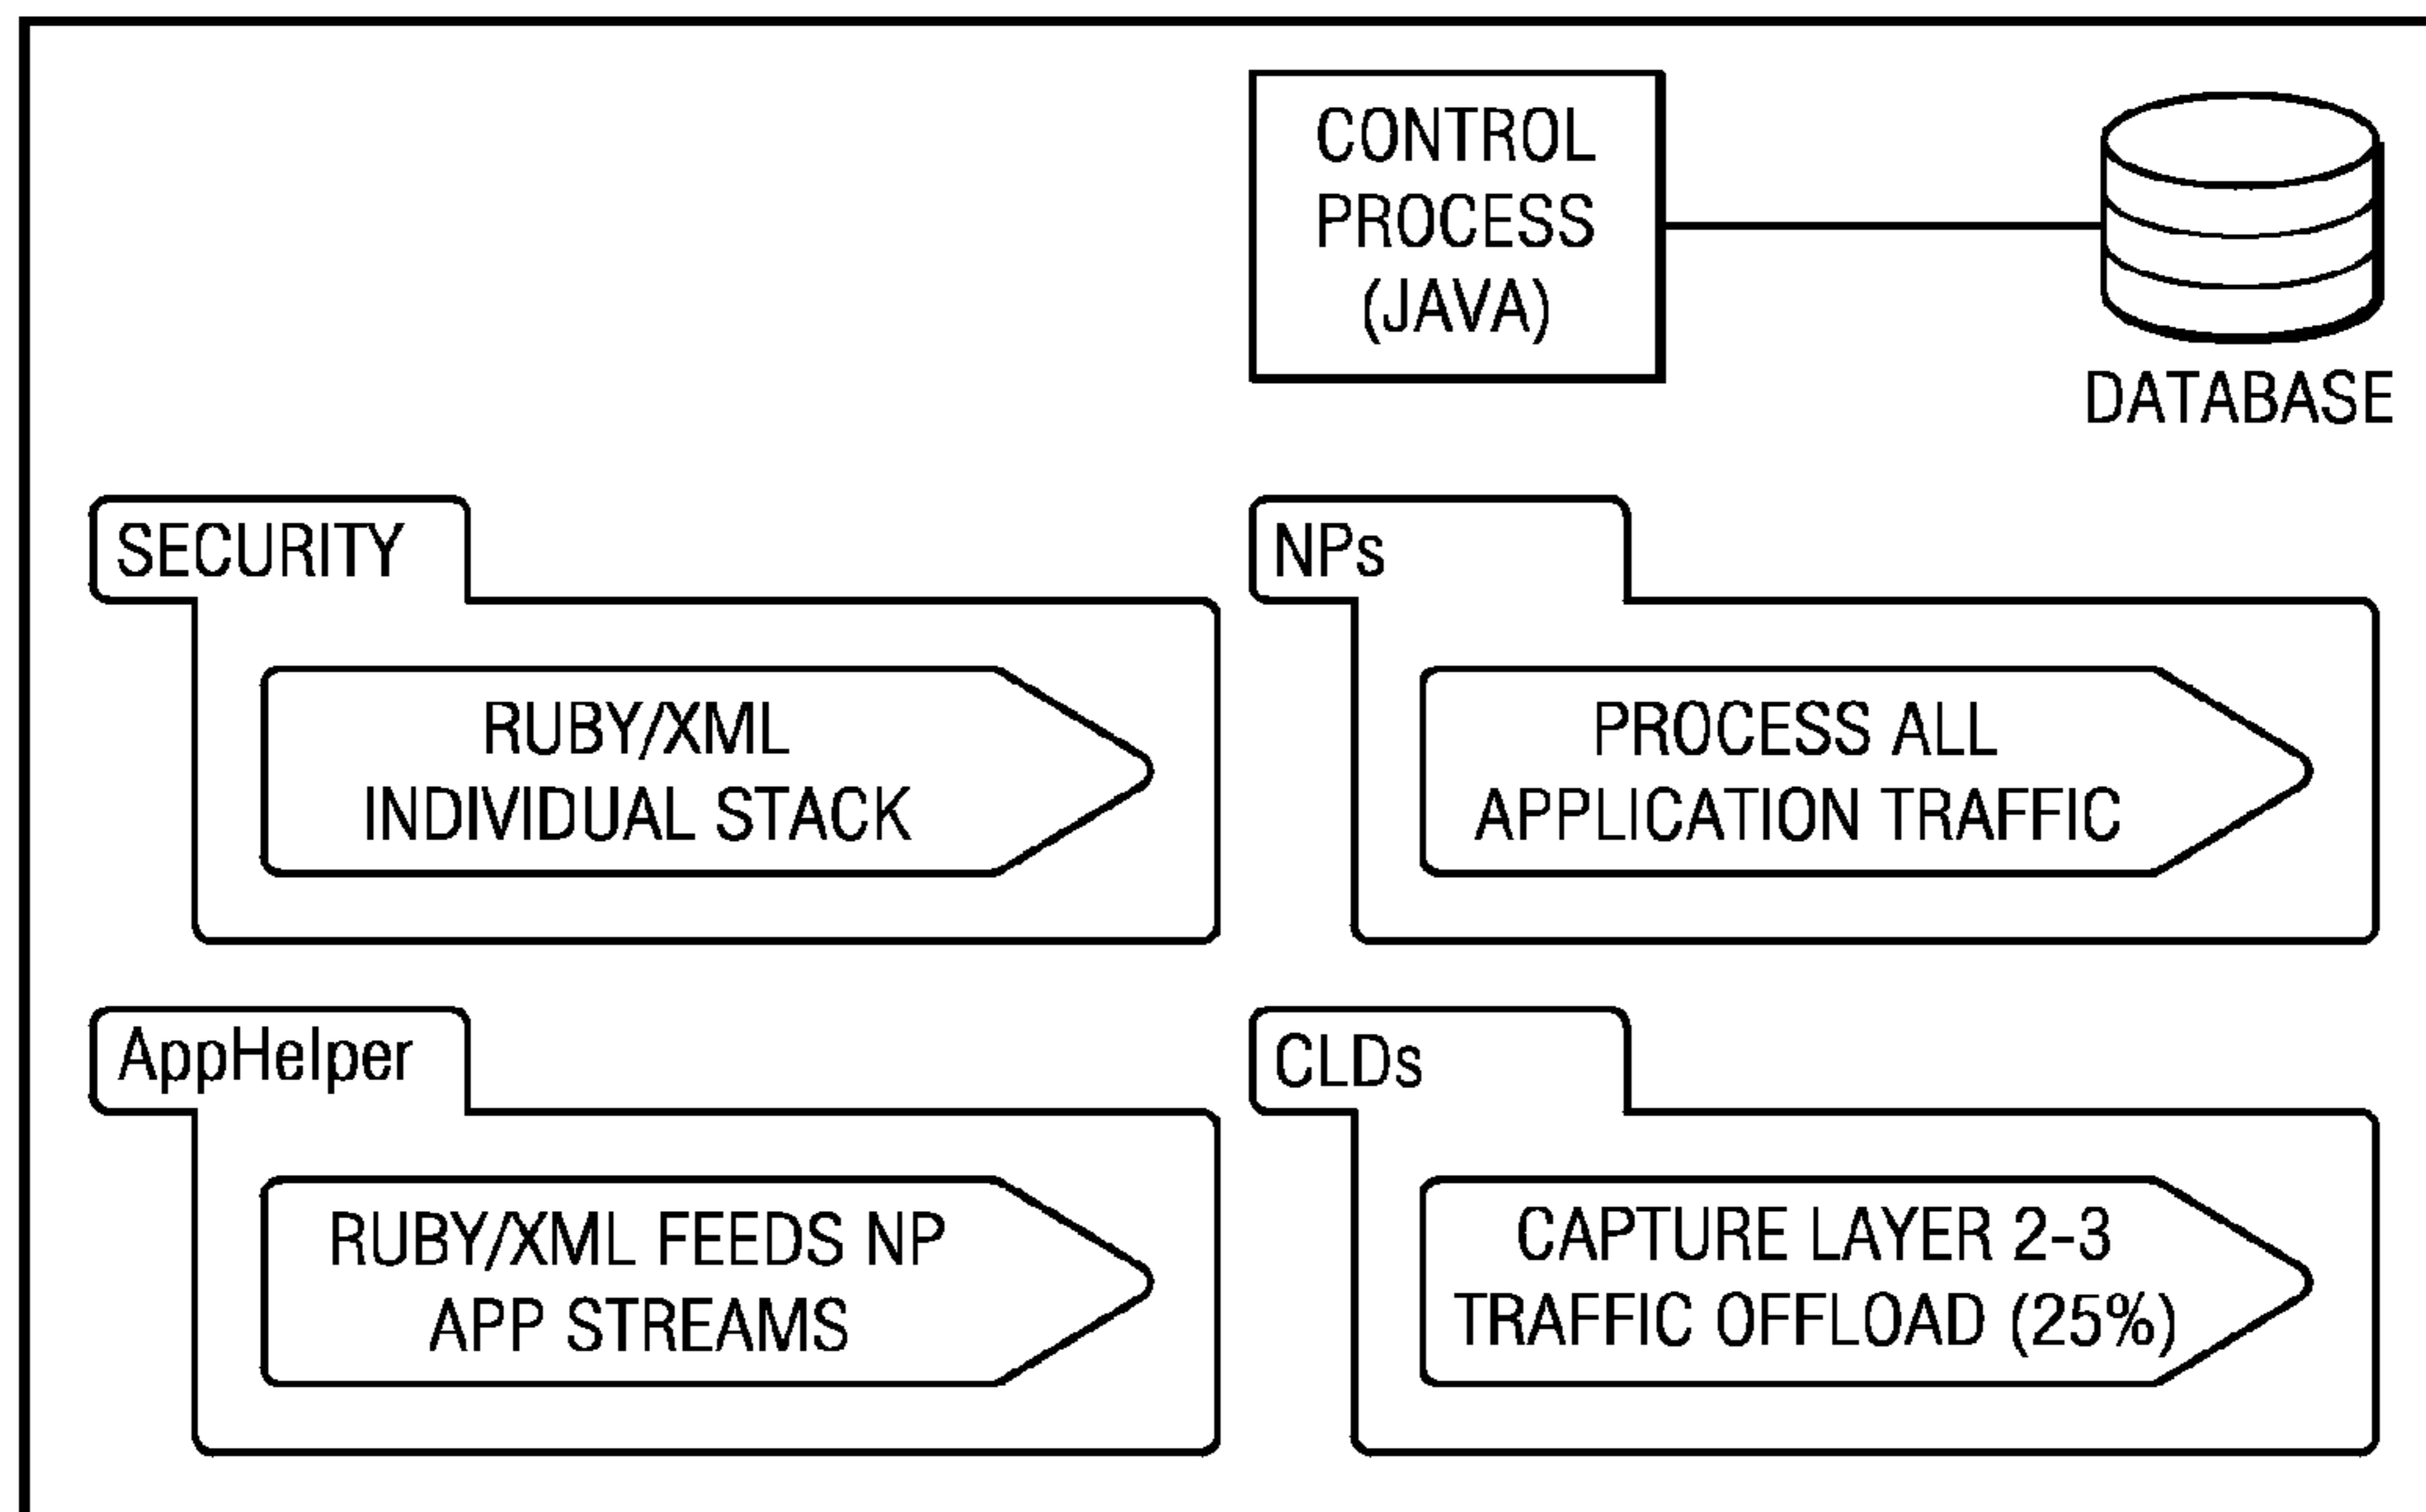 CONTROL
PROCESS
(JAVA)
DATABASE
SECURITY
RUBY/XML
INDIVIDUAL STACK
NPs
PROCESS ALL
APPLICATION TRAFFIC
AppHelper
RUBY/XML FEEDS NP
APP STREAMS
CLDs
CAPTURE LAYER 2-3
TRAFFIC OFFLOAD (25%)